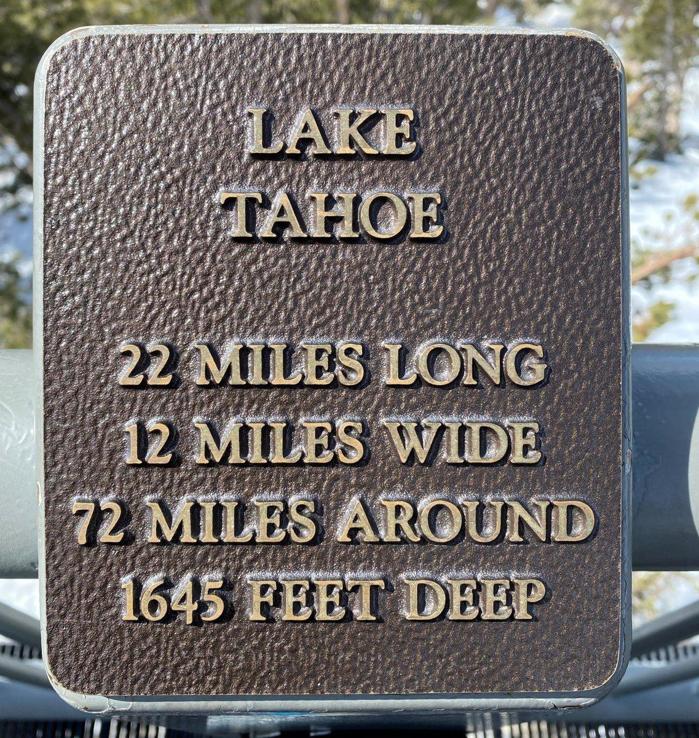 LAKE
TAHOE
22 MILES LONG
12 MILES WIDE
72 MILES AROUND
1645 FEET DEEP